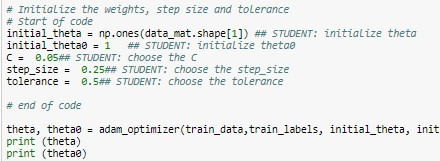 # Initialize the weights, step size and tolerance
# Start of code
initial_theta = np.ones(data_mat.shape[1]) ## STUDENT: initialize theta
initial_theta0 = 1 ## STUDENT: initialize theta0
C = 0.05## STUDENT: choose the C
step_size = 0.25## STUDENT: choose the step_size
tolerance = 0.5## STUDENT: choose the tolerance
# end of code
theta, theta0 = adam_optimizer(train_data,train_labels, initial_theta, init
print (theta)
print (theta0)